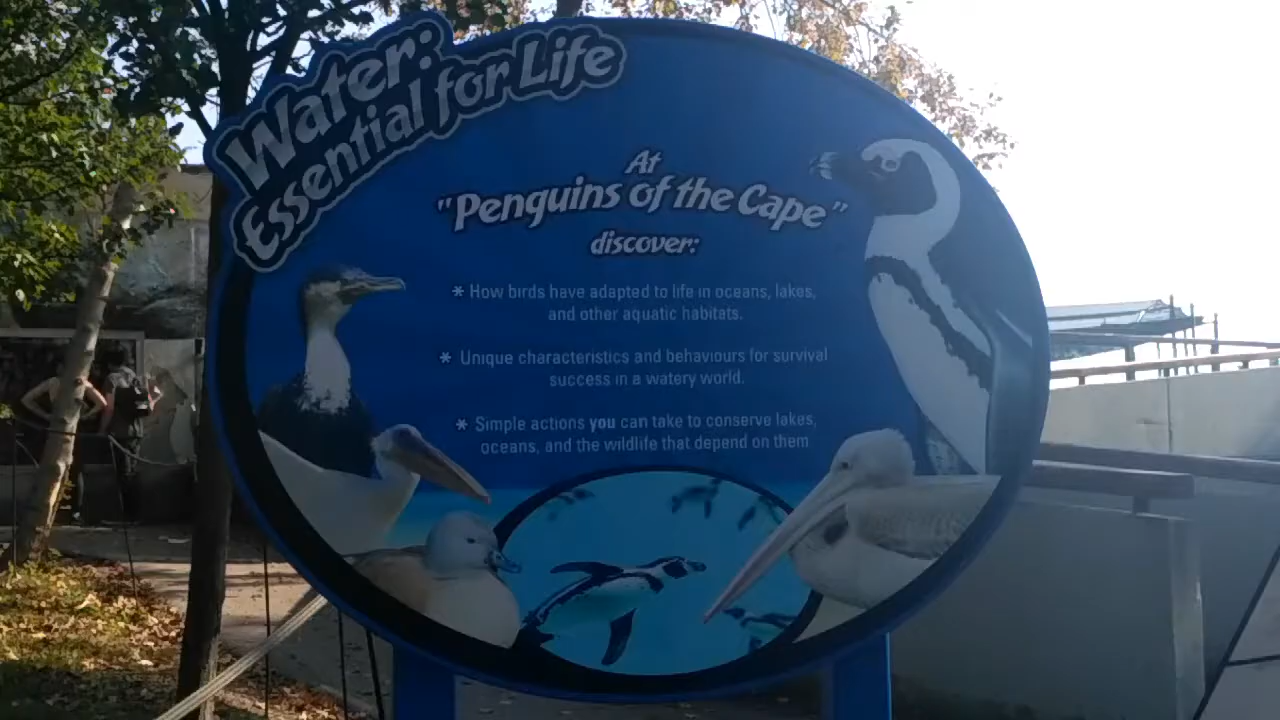 Water:
Essential for Life
At
"Penguins of the Cape"
discover:
* How birds have adapted to life in oceans, lakes,
and other aquatic habitats.
* Unique characteristics and behaviours for survival
success in a watery world.
* Simple actions you can take to conserve lakes,
oceans, and the wildlife that depend on them